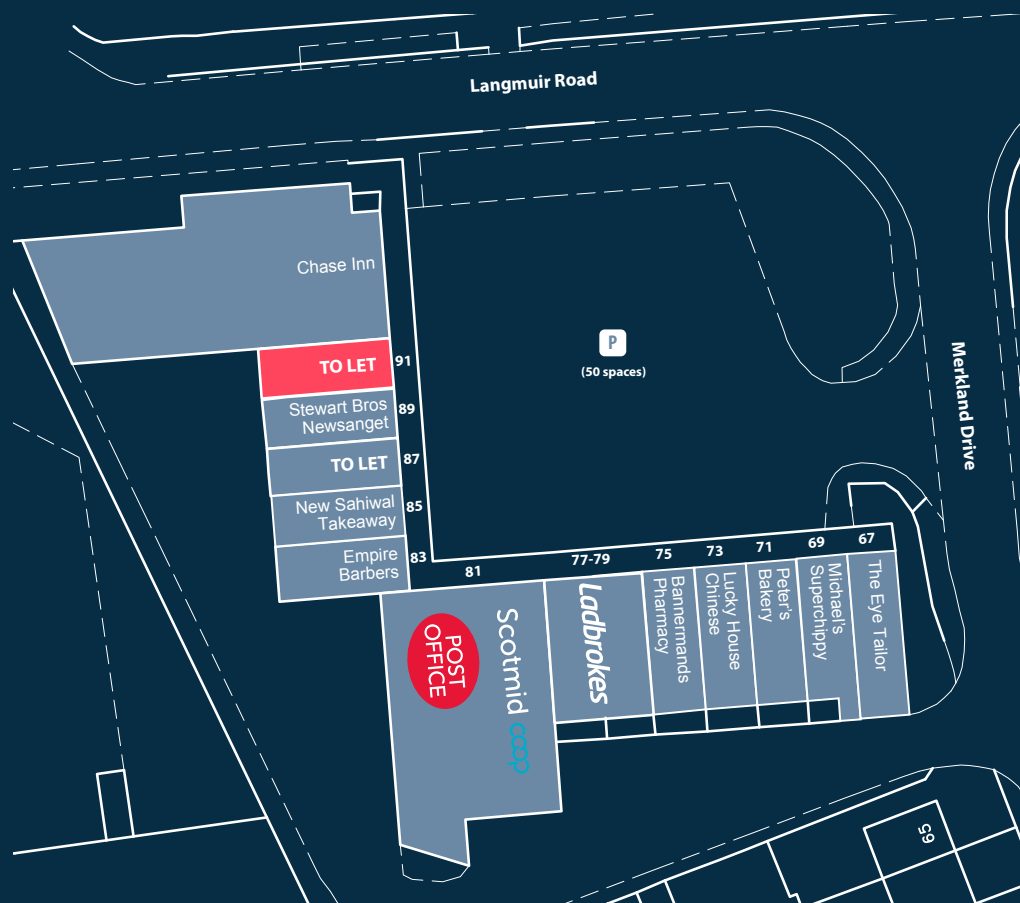 Langmuir Road
Chase Inn
TO LET
91
Stewart Bros
Newsanget
89
TO LET
87
New Sahiwal
Takeaway
85
Empire
Barbers
83
P
(50 spaces)
Merkland Drive
81
77-79
75
73
71
69
67
POST
OFFICE
Scotmid
coop
Ladbrokes
Bannermands
Pharmacy
Lucky House
Chinese
Peter's
Bakery
Michael's
Superchippy
The Eye Tailor
65